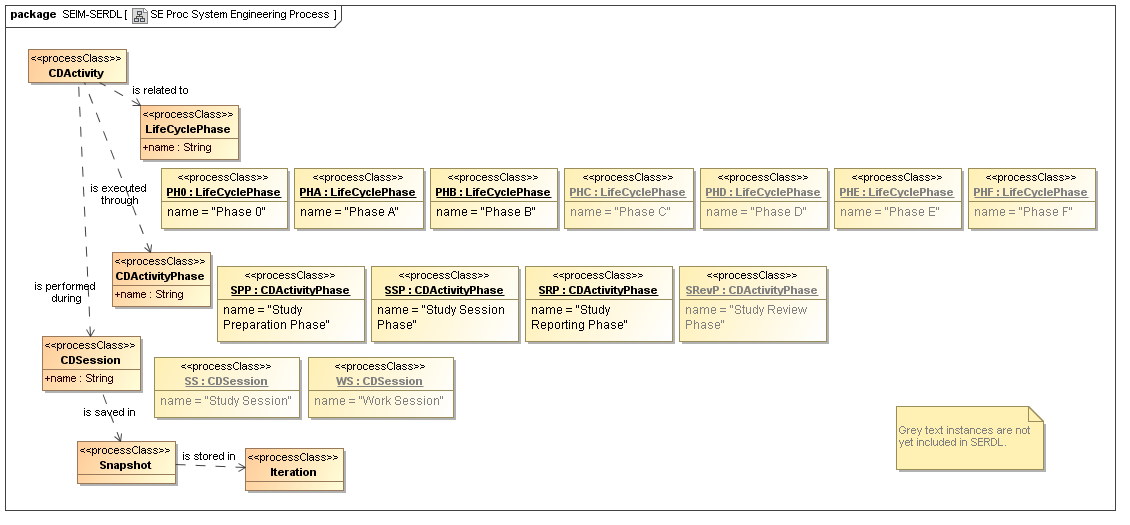 package SEIM-SERDL [ SE Proc System Engineering Process ]
<<processClass>>
CDActivity
is related to
<<processClass>>
LifeCyclePhase
+name : String
<<processClass>>
PH0 : LifeCyclePhase
name = "Phase 0"
<<processClass>>
PHA : LifeCyclePhase
name = "Phase A"
<<processClass>>
PHB : LifeCyclePhase
name = "Phase B"
<<processClass>>
PHC : LifeCyclePhase
name = "Phase C"
<<processClass>>
PHD : LifeCyclePhase
name = "Phase D"
<<processClass>>
PHE : LifeCyclePhase
name = "Phase E"
<<processClass>>
PHF : LifeCyclePhase
name = "Phase F"
is executed
through
<<processClass>>
CDActivityPhase
+name : String
<<processClass>>
SPP : CDActivityPhase
name = "Study
Preparation Phase"
<<processClass>>
SSP : CDActivityPhase
name = "Study Session
Phase"
<<processClass>>
SRP : CDActivityPhase
name = "Study
Reporting Phase"
<<processClass>>
SRevP : CDActivityPhase
name = "Study Review
Phase"
is performed
during
<<processClass>>
CDSession
+name : String
<<processClass>>
SS : CDSession
name = "Study Session"
<<processClass>>
WS : CDSession
name = "Work Session"
is saved in
<<processClass>>
Snapshot
is stored in
<<processClass>>
Iteration
Grey text instances are not
yet included in SERDL.